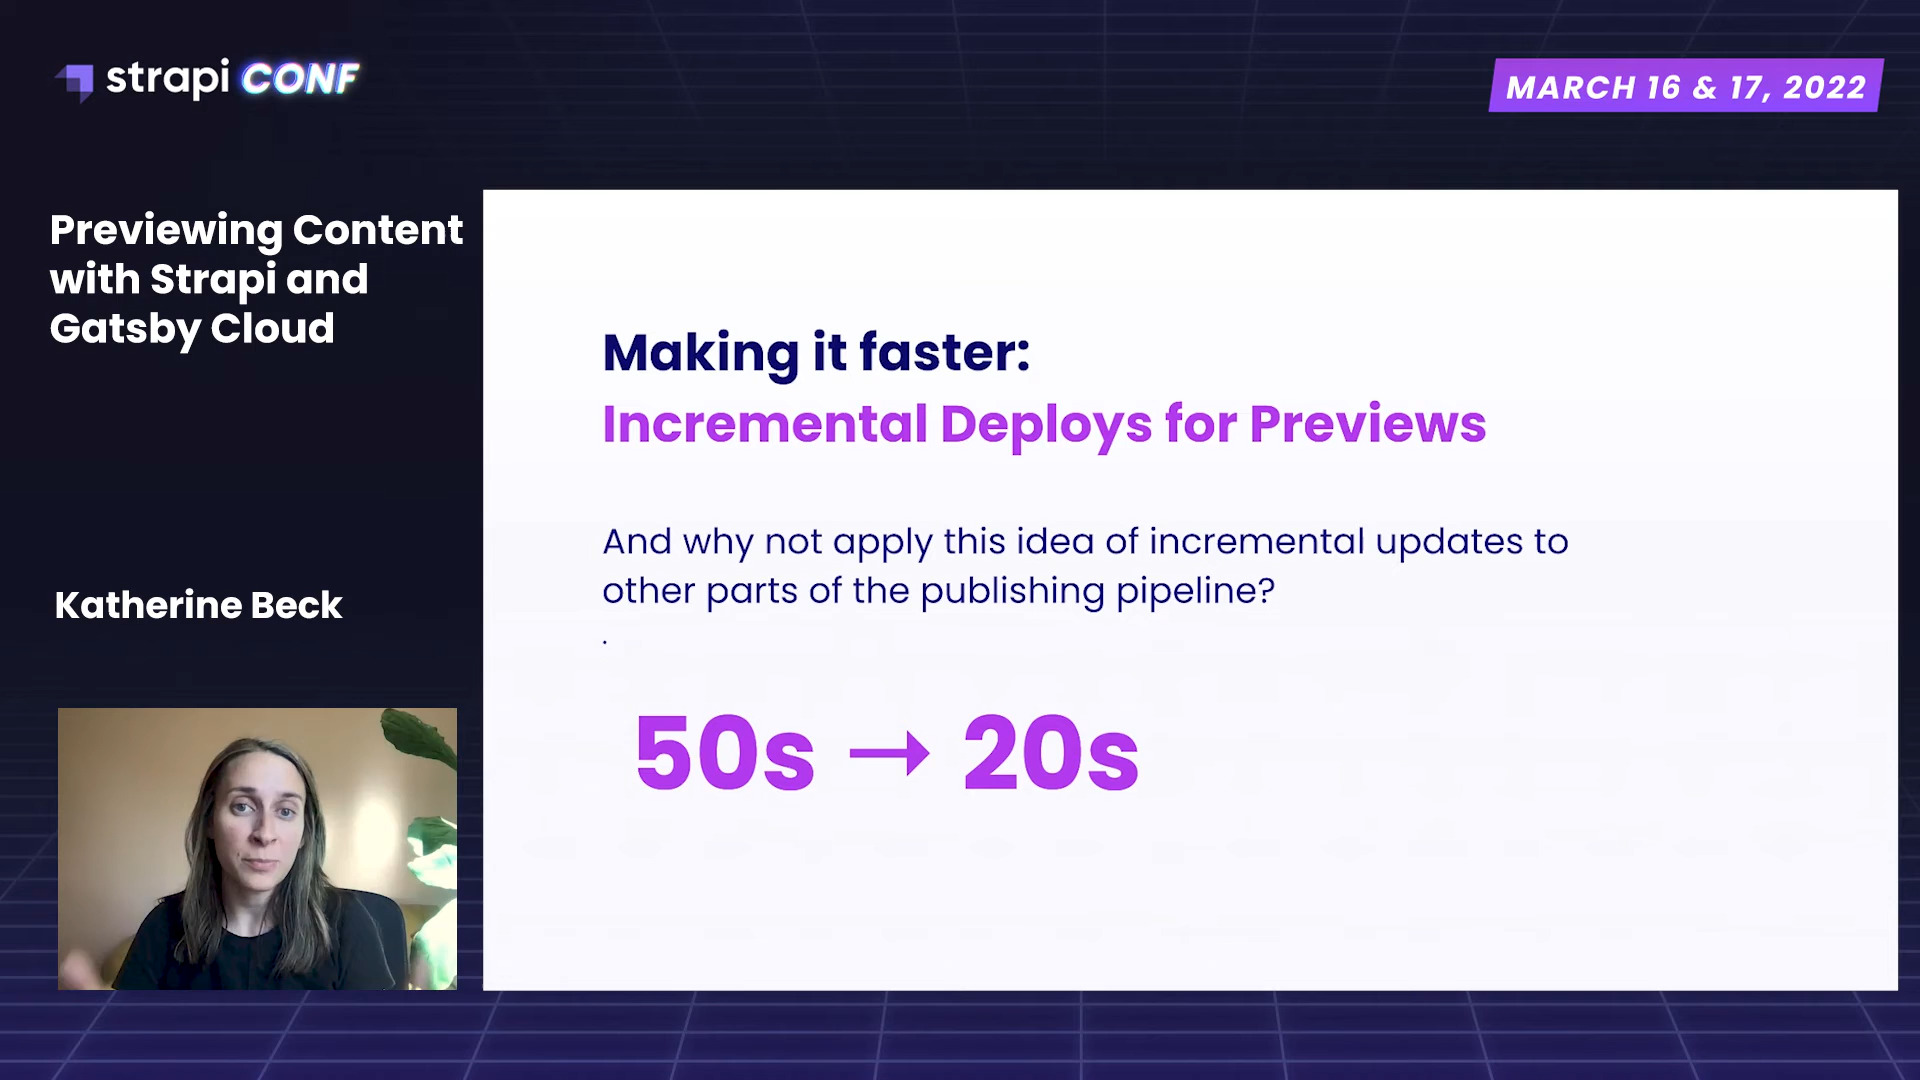 strapi CONF
MARCH 16 & 17, 2022
Previewing Content
with Strapi and
Gatsby Cloud
Katherine Beck
Making it faster:
Incremental Deploys for Previews
And why not apply this idea of incremental updates to
other parts of the publishing pipeline?
.
50s → 20s